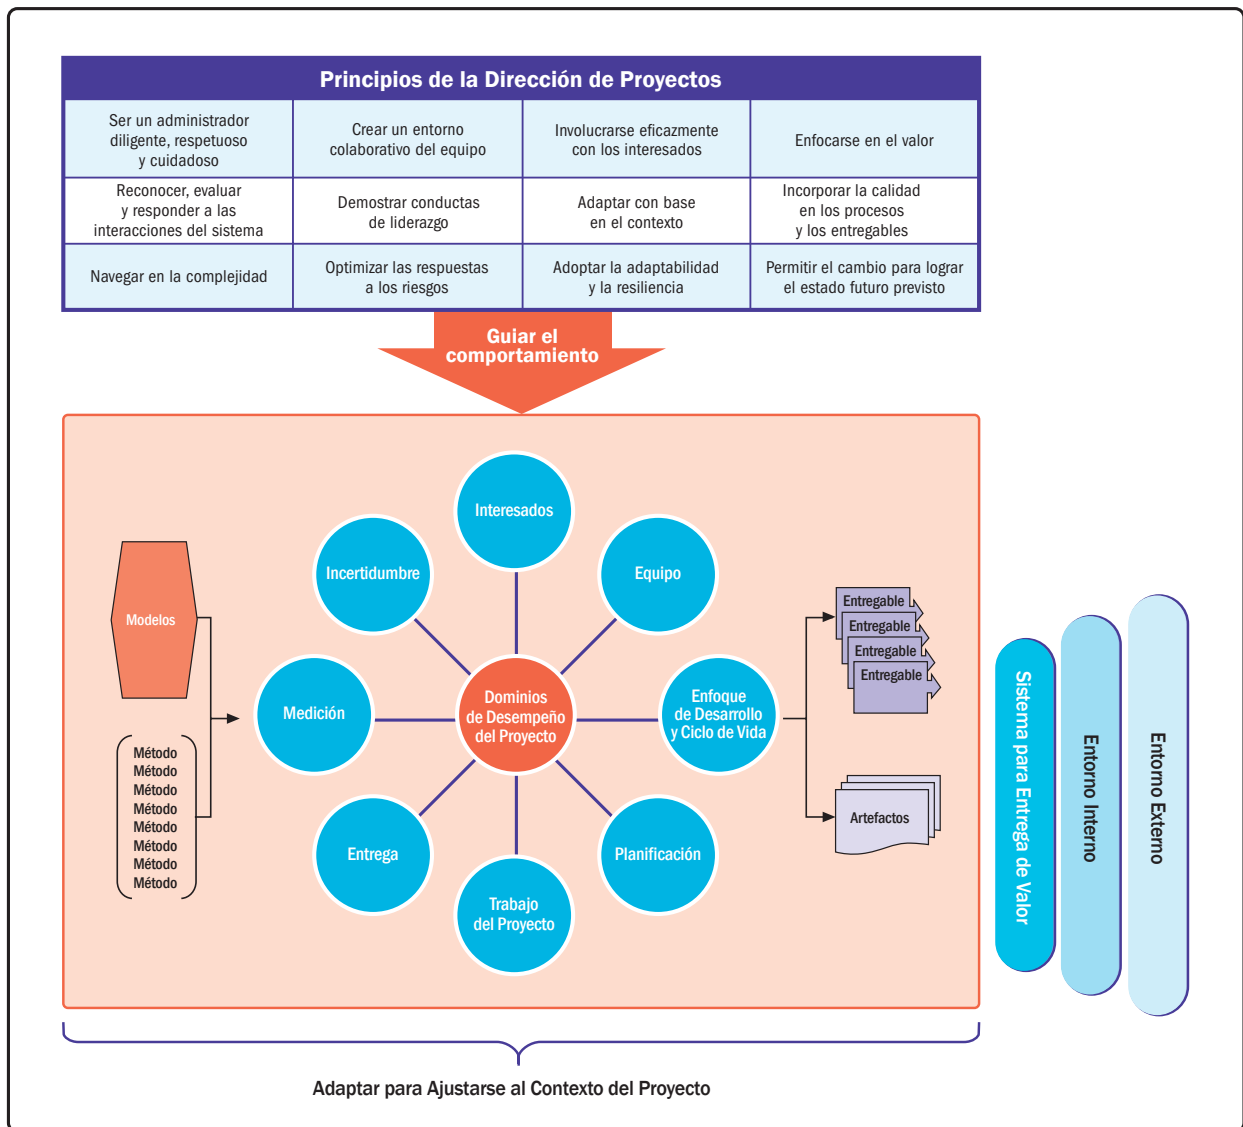 Principios de la Dirección de Proyectos
Ser un administrador
diligente, respetuoso
y cuidadoso
Crear un entorno
colaborativo del equipo
Involucrarse eficazmente
con los interesados
Enfocarse en el valor
Reconocer, evaluar
y responder a las
interacciones del sistema
Demostrar conductas
de liderazgo
Adaptar con base
en el contexto
Incorporar la calidad
en los procesos
y los entregables
Navegar en la complejidad
Optimizar las respuestas
a los riesgos
Adoptar la adaptabilidad
y la resiliencia
Permitir el cambio para lograr
el estado futuro previsto
Guiar el
comportamiento
Modelos
Método
Método
Método
Método
Método
Método
Método
Método
Interesados
Equipo
Enfoque
de Desarrollo
y Ciclo de Vida
Planificación
Trabajo
del Proyecto
Entrega
Medición
Incertidumbre
Dominios
de Desempeño
del Proyecto
Entregable
Entregable
Entregable
Entregable
Artefactos
Sistema para Entrega de Valor
Entorno Interno
Entorno Externo
Adaptar para Ajustarse al Contexto del Proyecto